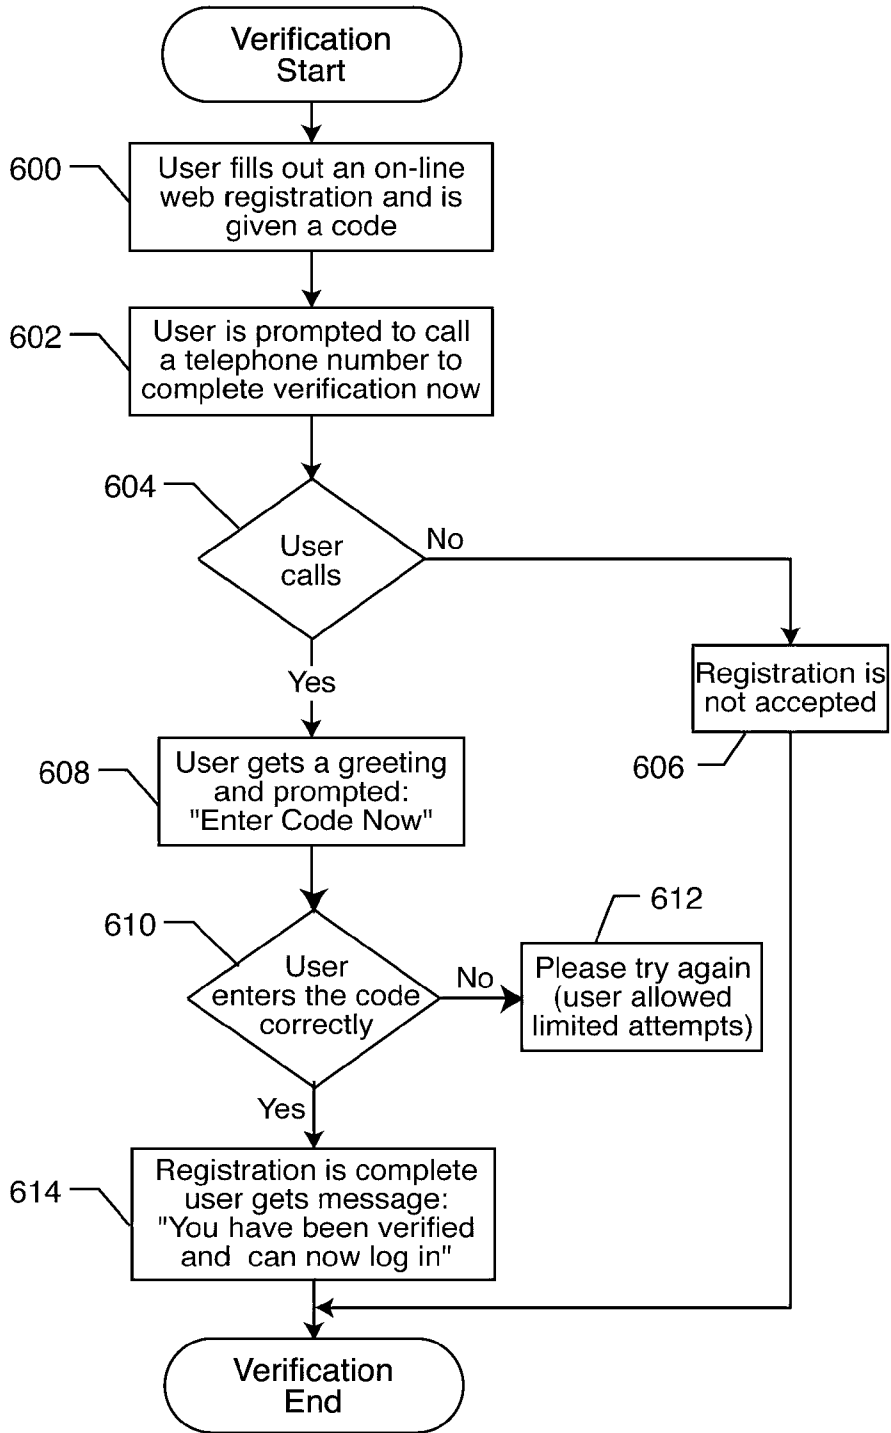 Verification
Start
600
User fills out an on-line
web registration and is
given a code
602
User is prompted to call
a telephone number to
complete verification now
604
User
calls
No
Yes
Registration is
not accepted
606
608
User gets a greeting
and prompted:
"Enter Code Now"
610
User
enters the code
correctly
No
612
Please try again
(user allowed
limited attempts)
Yes
614
Registration is complete
user gets message:
"You have been verified
and can now log in"
Verification
End